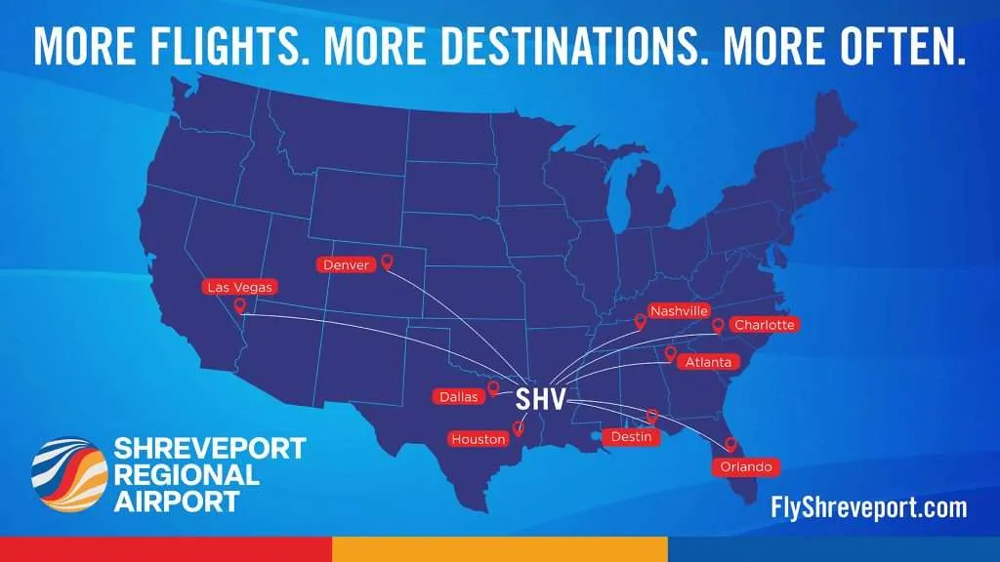 MORE FLIGHTS. MORE DESTINATIONS. MORE OFTEN.
Denver
Las Vegas
Nashville
Charlotte
Atlanta
Dallas
SHV
Houston
Destin
Orlando
SHREVEPORT
REGIONAL
AIRPORT
FlyShreveport.com